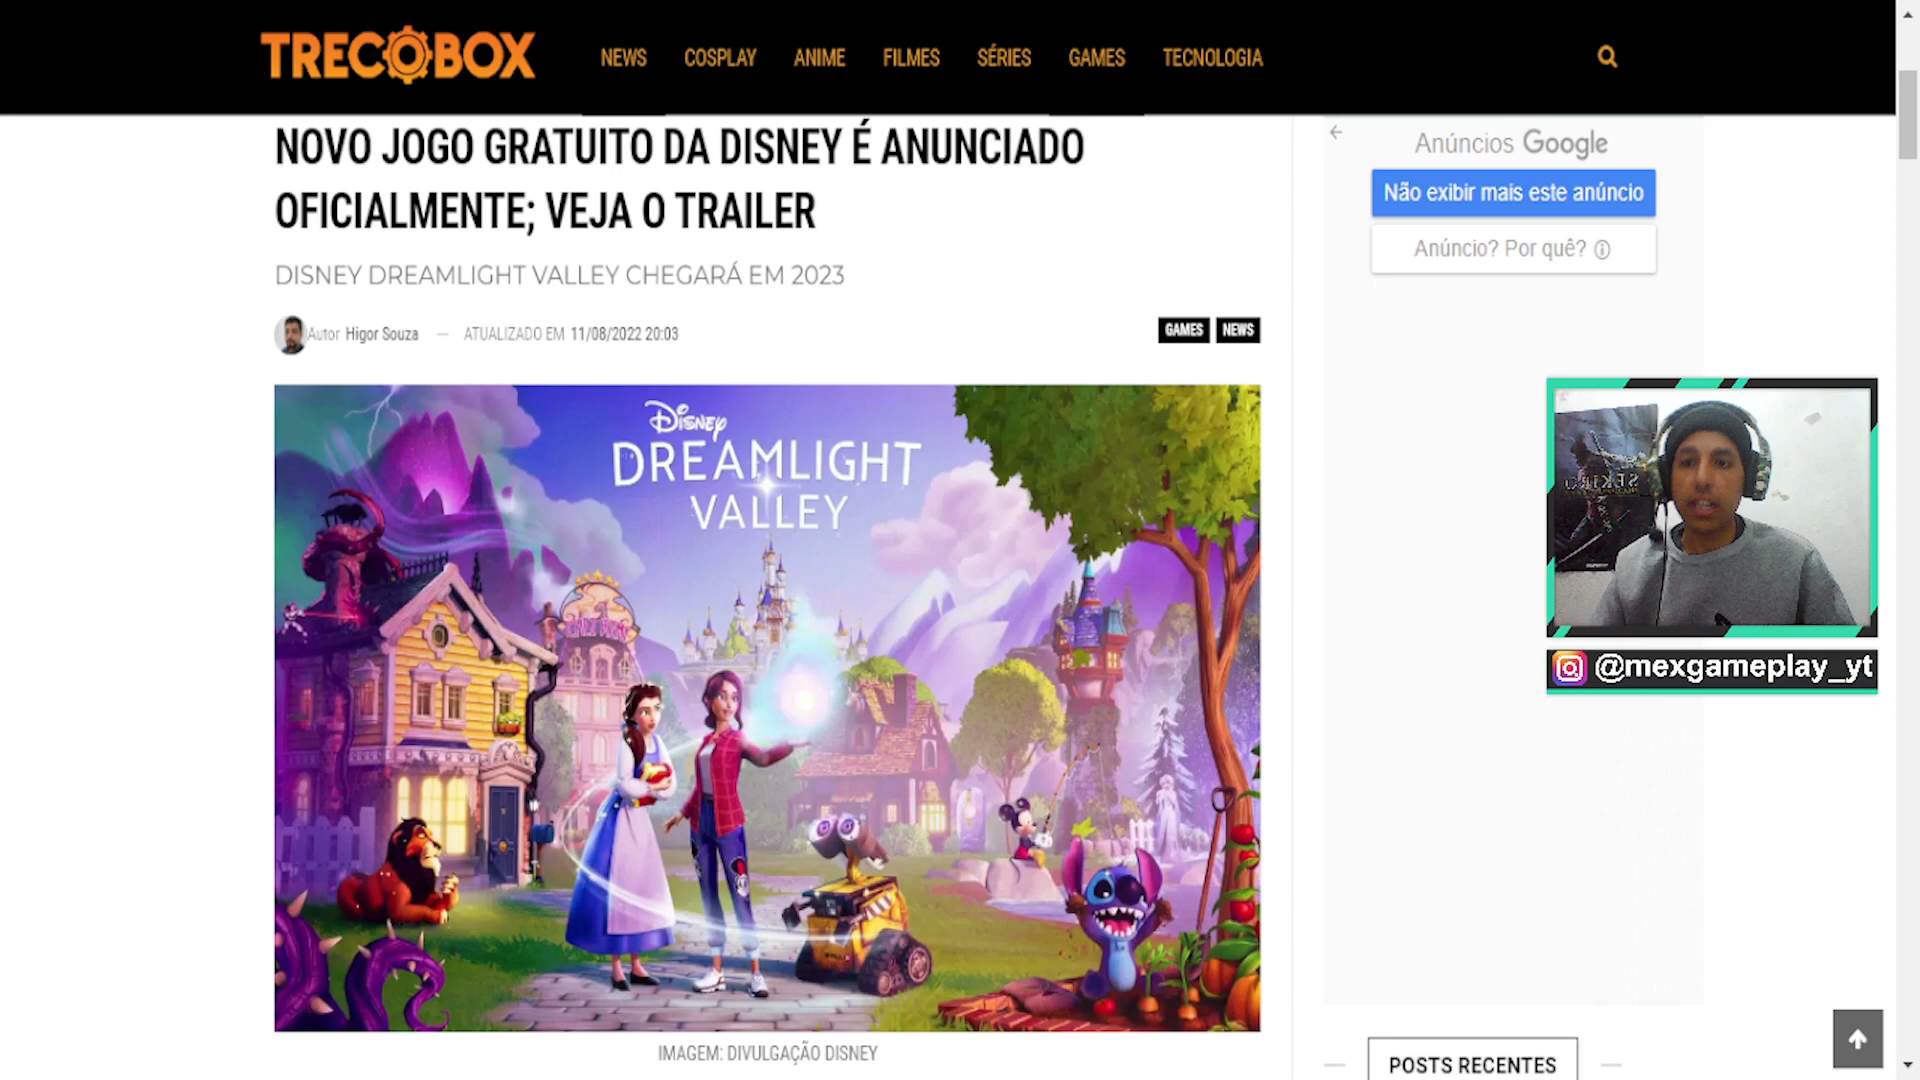 TRECOBOX
NEWS COSPLAY ANIME FILMES SÉRIES GAMES TECNOLOGIA
NOVO JOGO GRATUITO DA DISNEY É ANUNCIADO
OFICIALMENTE; VEJA O TRAILER
DISNEY DREAMLIGHT VALLEY CHEGARÁ EM 2023
Autor Higor Souza — ATUALIZADO EM 11/08/2022 20:03
GAMES NEWS
Disney
DREAMLIGHT
VALLEY
IMAGEM: DIVULGAÇÃO DISNEY
Anúncios Google
Não exibir mais este anúncio
Anúncio? Por quê?
SEKIRO
@mexgameplay_yt
POSTS RECENTES